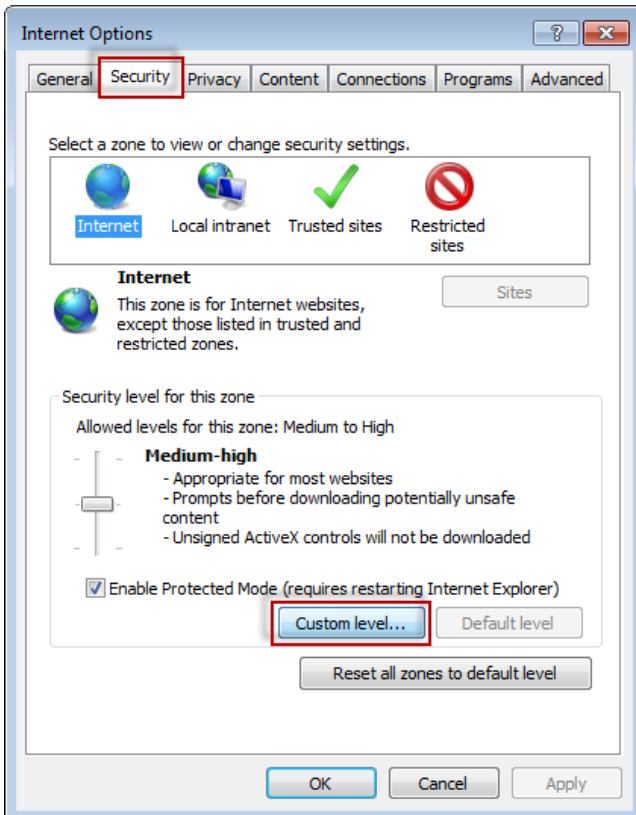 Internet Options
General Security Privacy Content Connections Programs Advanced
Select a zone to view or change security settings.
Internet Local intranet Trusted sites Restricted
sites
Internet
This zone is for Internet websites,
except those listed in trusted and
restricted zones.
Sites
Security level for this zone
Allowed levels for this zone: Medium to High
Medium-high
- Appropriate for most websites
- Prompts before downloading potentially unsafe
content
- Unsigned ActiveX controls will not be downloaded
Enable Protected Mode (requires restarting Internet Explorer)
Custom level... Default level
Reset all zones to default level
OK Cancel Apply